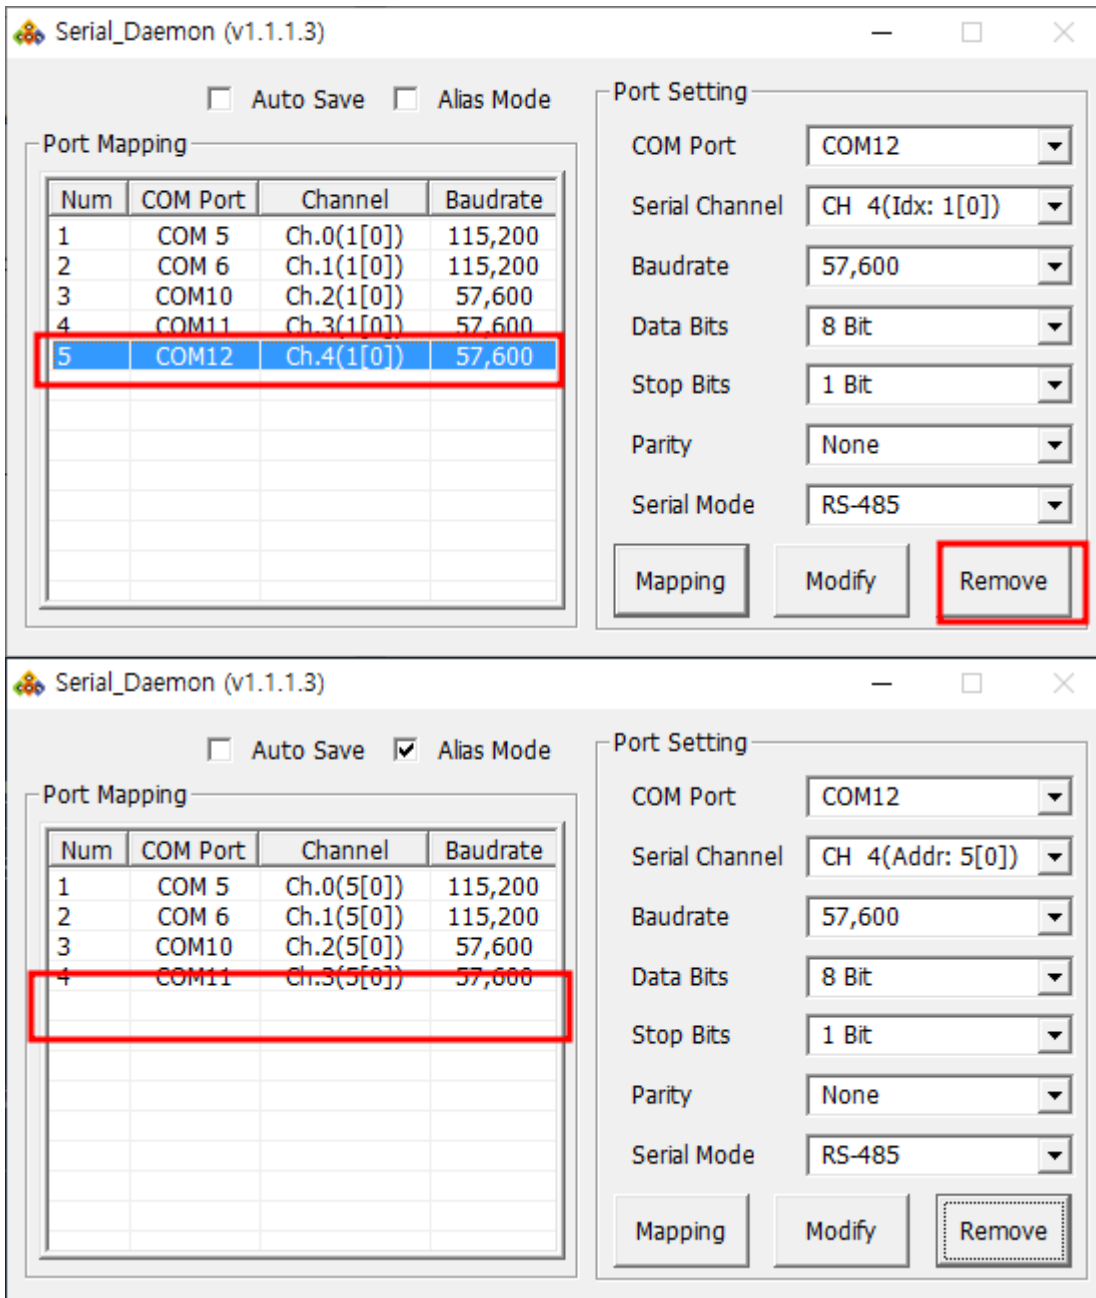 Serial_Daemon (v1.1.1.3)
Auto Save Alias Mode
Port Mapping
Num COM Port Channel Baudrate
1 COM 5 Ch.0(1[0]) 115,200
2 COM 6 Ch.1(1[0]) 115,200
3 COM10 Ch.2(1[0]) 57,600
4 COM11 Ch.3(1[0]) 57,600
5 COM12 Ch.4(1[0]) 57,600
Port Setting
COM Port COM12
Serial Channel CH 4(Idx: 1[0])
Baudrate 57,600
Data Bits 8 Bit
Stop Bits 1 Bit
Parity None
Serial Mode RS-485
Mapping Modify Remove
Serial_Daemon (v1.1.1.3)
Auto Save Alias Mode
Port Mapping
Num COM Port Channel Baudrate
1 COM 5 Ch.0(5[0]) 115,200
2 COM 6 Ch.1(5[0]) 115,200
3 COM10 Ch.2(5[0]) 57,600
4 COM11 Ch.3(5[0]) 57,600
Port Setting
COM Port COM12
Serial Channel CH 4(Addr: 5[0])
Baudrate 57,600
Data Bits 8 Bit
Stop Bits 1 Bit
Parity None
Serial Mode RS-485
Mapping Modify Remove